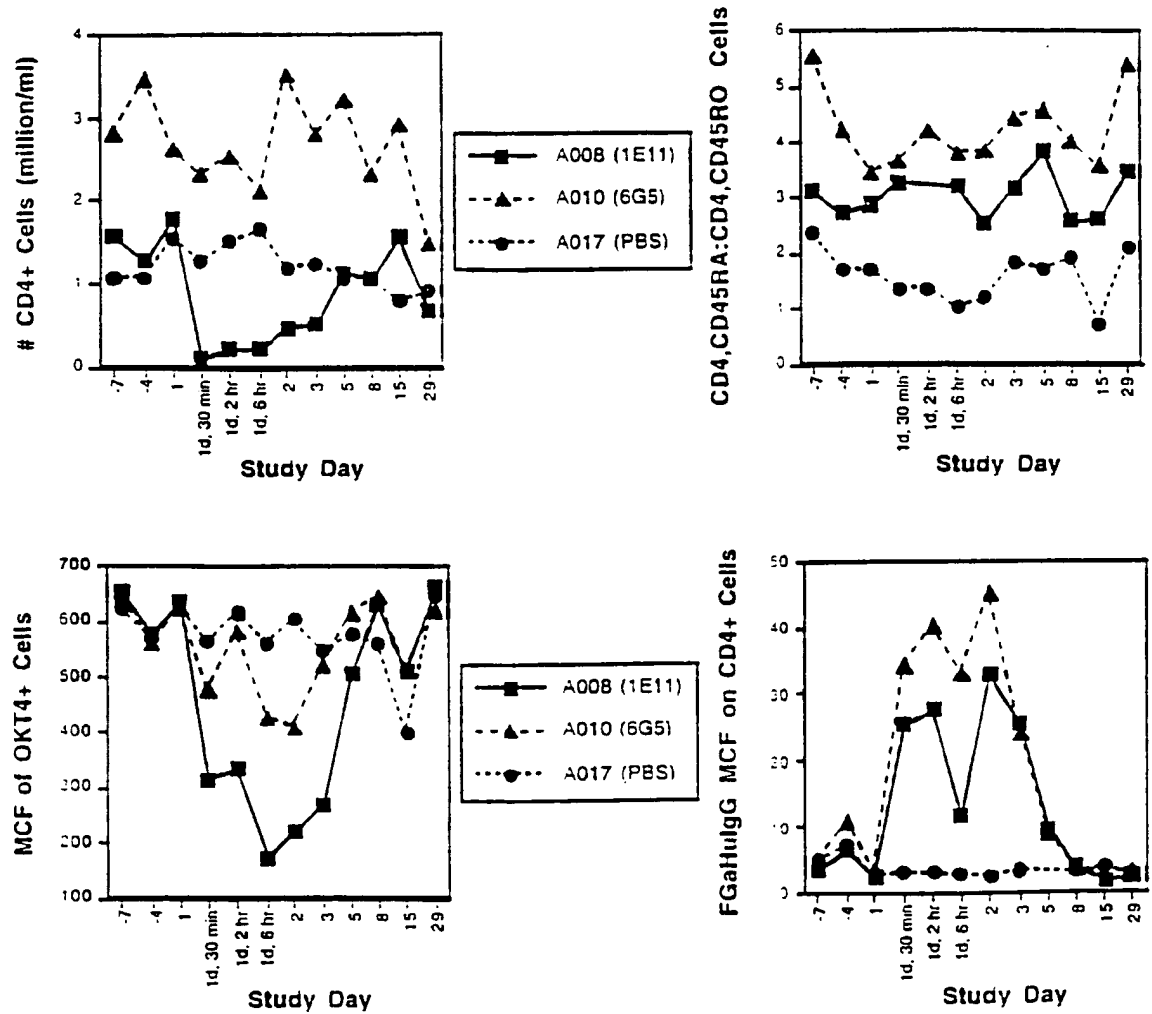 # CD4+ Cells (million/ml)
4
3
2
1
0
-7
-4
1
1d, 30 min
1d, 2 hr
1d, 6 hr
2
3
5
8
15
29
Study Day
A008 (1E11)
A010 (6G5)
A017 (PBS)
CD4,CD45RA:CD4,CD45RO Cells
6
5
4
3
2
1
0
-7
-4
1
1d, 30 min
1d, 2 hr
1d, 6 hr
2
3
5
8
15
29
Study Day
MCF of OKT4+ Cells
700
600
500
400
300
200
100
-7
-4
1
1d, 30 min
1d, 2 hr
1d, 6 hr
2
3
5
8
15
29
Study Day
A008 (1E11)
A010 (6G5)
A017 (PBS)
FGaHuIgG MCF on CD4+ Cells
50
40
30
20
10
0
-7
-4
1
1d, 30 min
1d, 2 hr
1d, 6 hr
2
3
5
8
15
29
Study Day